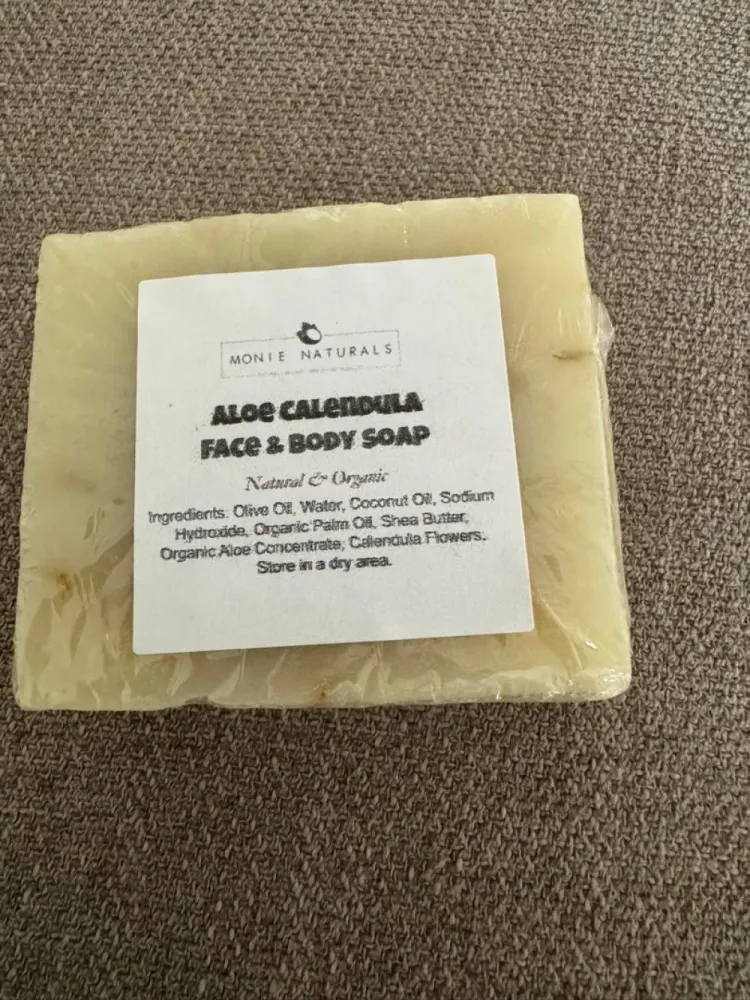 MONIE NATURALS
ALOE CALENDULA
FACE & BODY SOAP
Natural & Organic
Ingredients: Olive Oil, Water, Coconut Oil, Sodium
Hydroxide, Organic Palm Oil, Shea Butter,
Organic Aloe Concentrate, Calendula Flowers.
Store in a dry area.